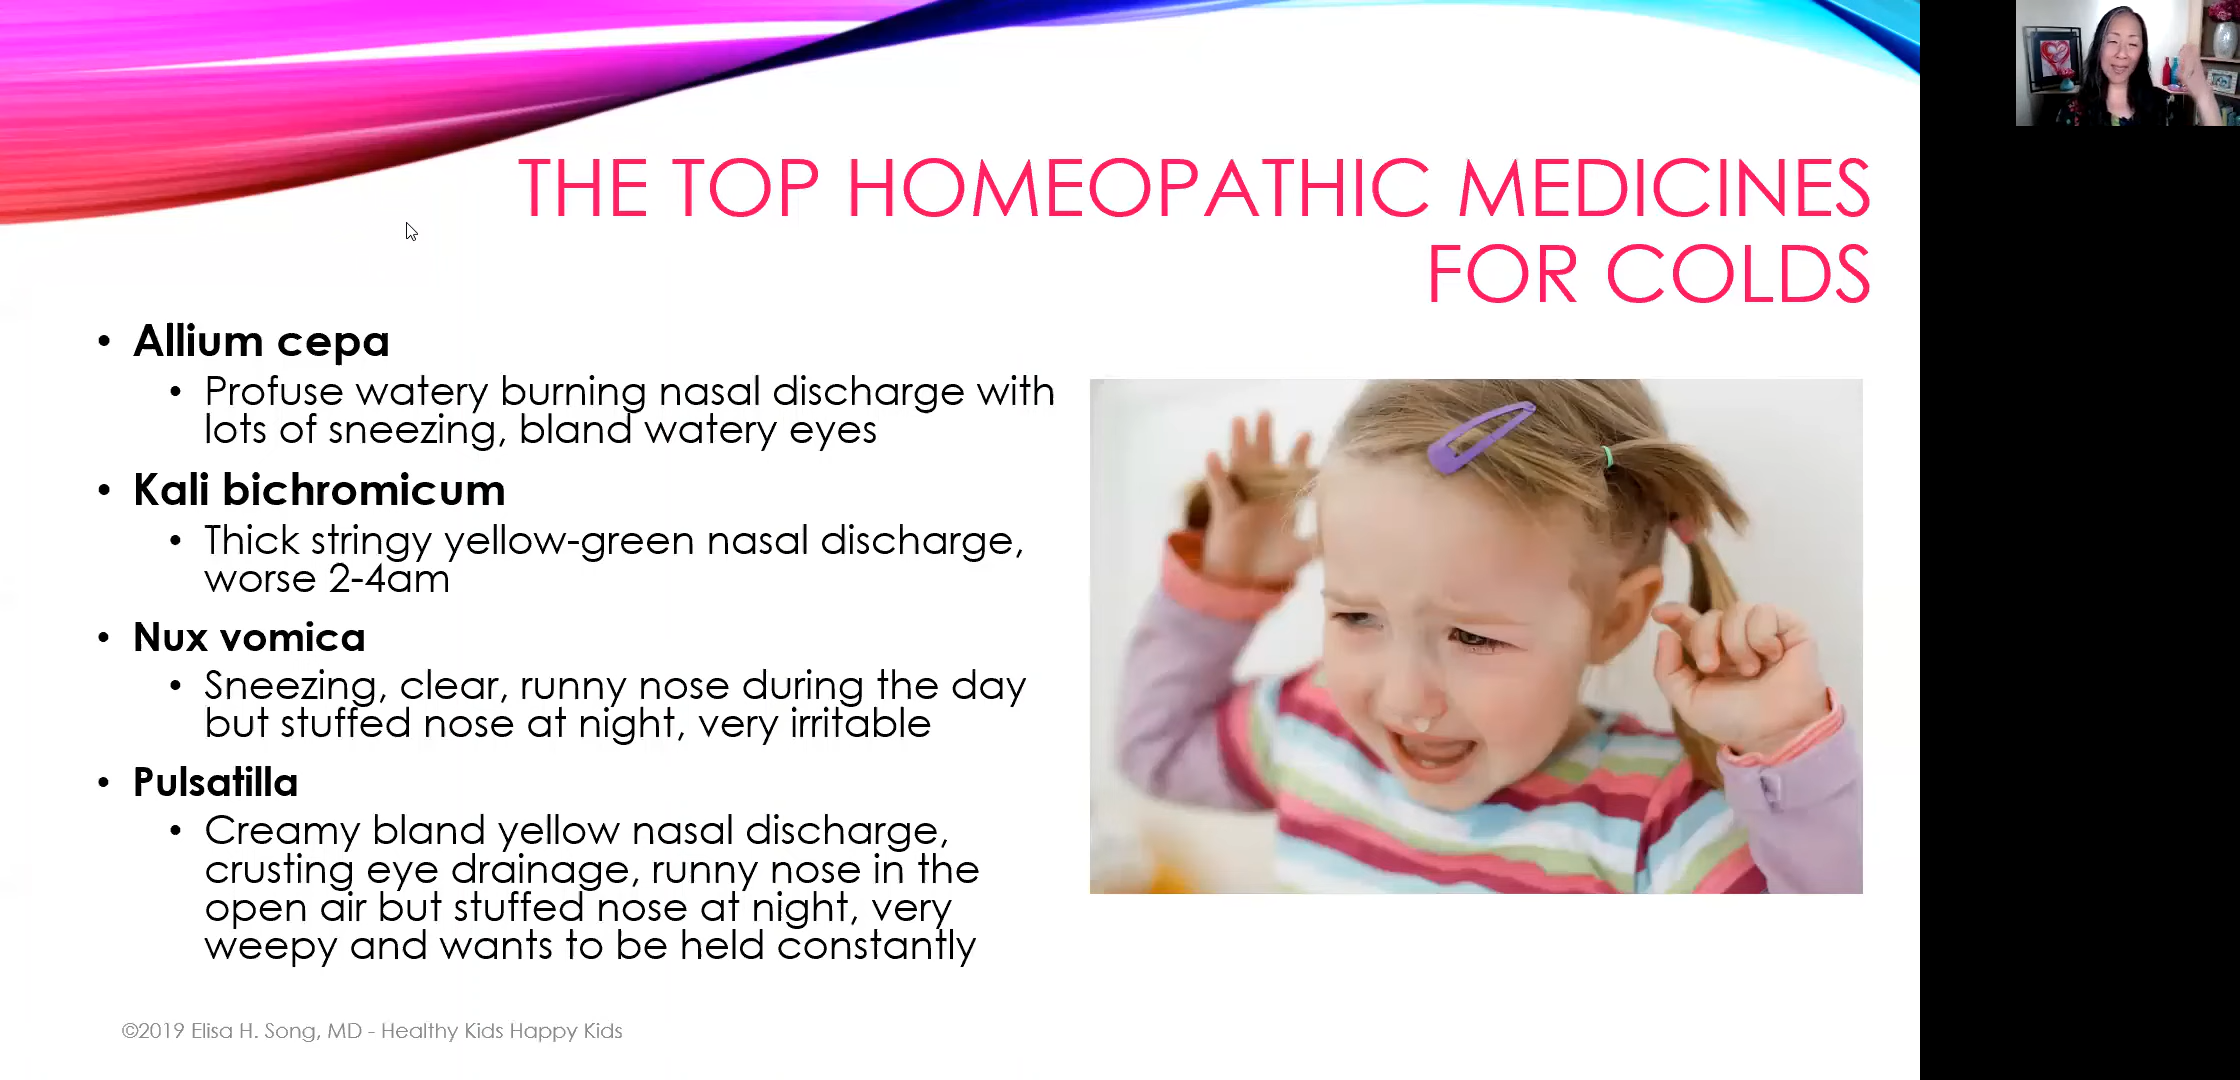 THE TOP HOMEOPATHIC MEDICINES
FOR COLDS
• Allium cepa
• Profuse watery burning nasal discharge with
lots of sneezing, bland watery eyes
• Kali bichromicum
• Thick stringy yellow-green nasal discharge,
worse 2-4am
• Nux vomica
• Sneezing, clear, runny nose during the day
but stuffed nose at night, very irritable
• Pulsatilla
• Creamy bland yellow nasal discharge,
crusting eye drainage, runny nose in the
open air but stuffed nose at night, very
weepy and wants to be held constantly
©2019 Elisa H. Song, MD - Healthy Kids Happy Kids